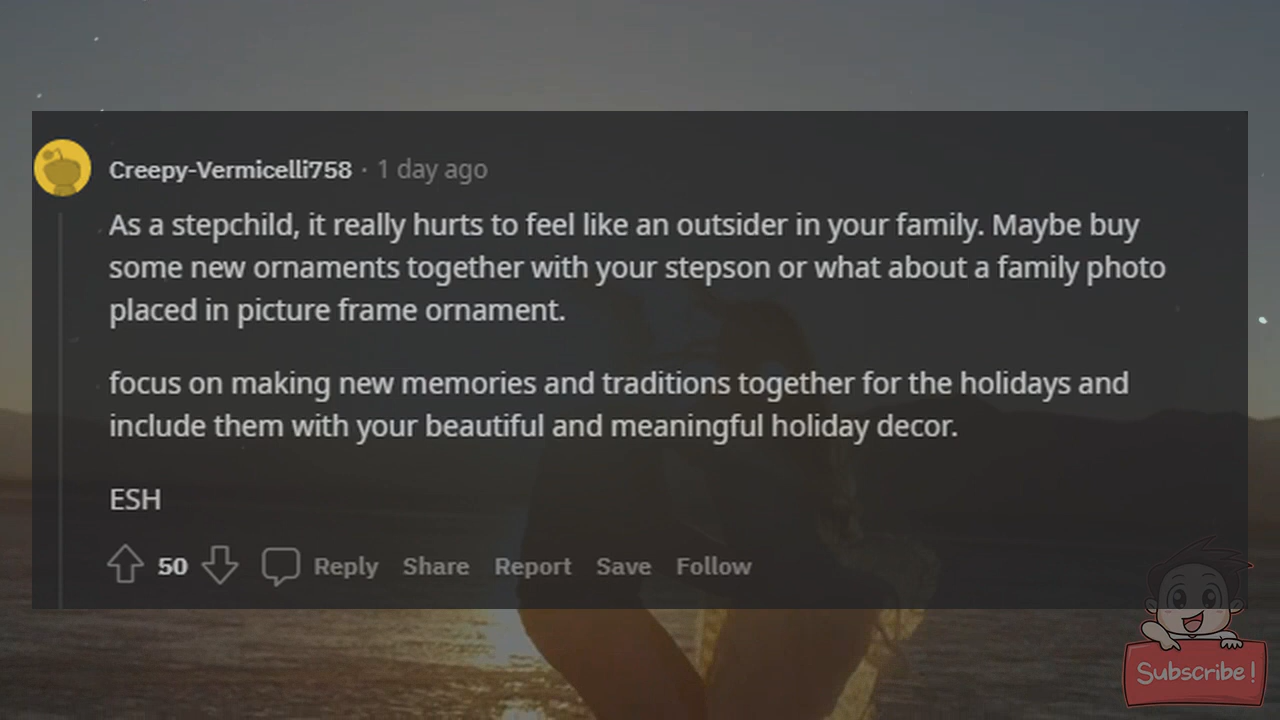 Creepy-Vermicelli758 · 1 day ago
As a stepchild, it really hurts to feel like an outsider in your family. Maybe buy
some new ornaments together with your stepson or what about a family photo
placed in picture frame ornament.
focus on making new memories and traditions together for the holidays and
include them with your beautiful and meaningful holiday decor.
ESH
50 Reply Share Report Save Follow
Subscribe!